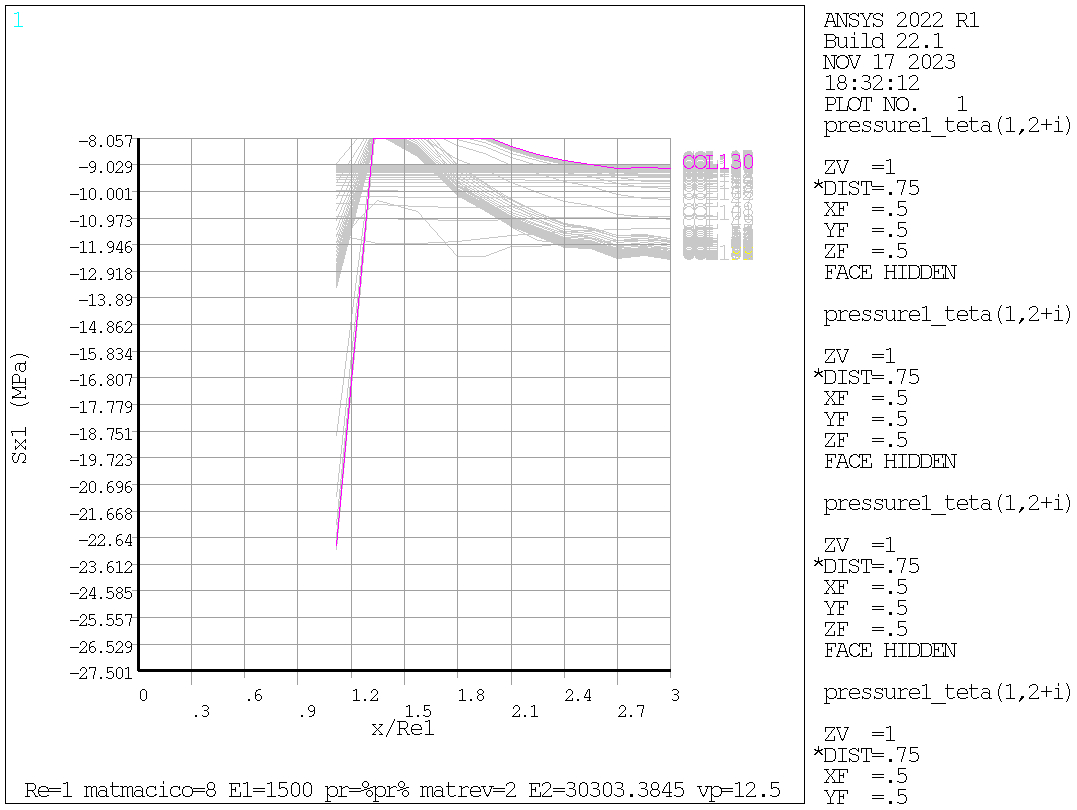 1
ANSYS 2022 R1
Build 22.1
NOV 17 2023
18:32:12
PLOT NO.   1
pressure1_teta(1,2+i)
ZV  =1
*DIST=.75
XF  =.5
YF  =.5
ZF  =.5
FACE HIDDEN
pressure1_teta(1,2+i)
ZV  =1
*DIST=.75
XF  =.5
YF  =.5
ZF  =.5
FACE HIDDEN
pressure1_teta(1,2+i)
ZV  =1
*DIST=.75
XF  =.5
YF  =.5
ZF  =.5
FACE HIDDEN
pressure1_teta(1,2+i)
ZV  =1
*DIST=.75
XF  =.5
YF  =.5
-8.057
-9.029
-10.001
-10.973
-11.946
-12.918
-13.89
-14.862
-15.834
-16.807
-17.779
-18.751
-19.723
-20.696
-21.668
-22.64
-23.612
-24.585
-25.557
-26.529
-27.501
Sx1 (MPa)
COL130
0 .6 1.2 1.8 2.4 3
.3 .9 1.5 2.1 2.7
x/Re1
Re=1 matmacico=8 E1=1500 pr=%pr% matrev=2 E2=30303.3845 vp=12.5